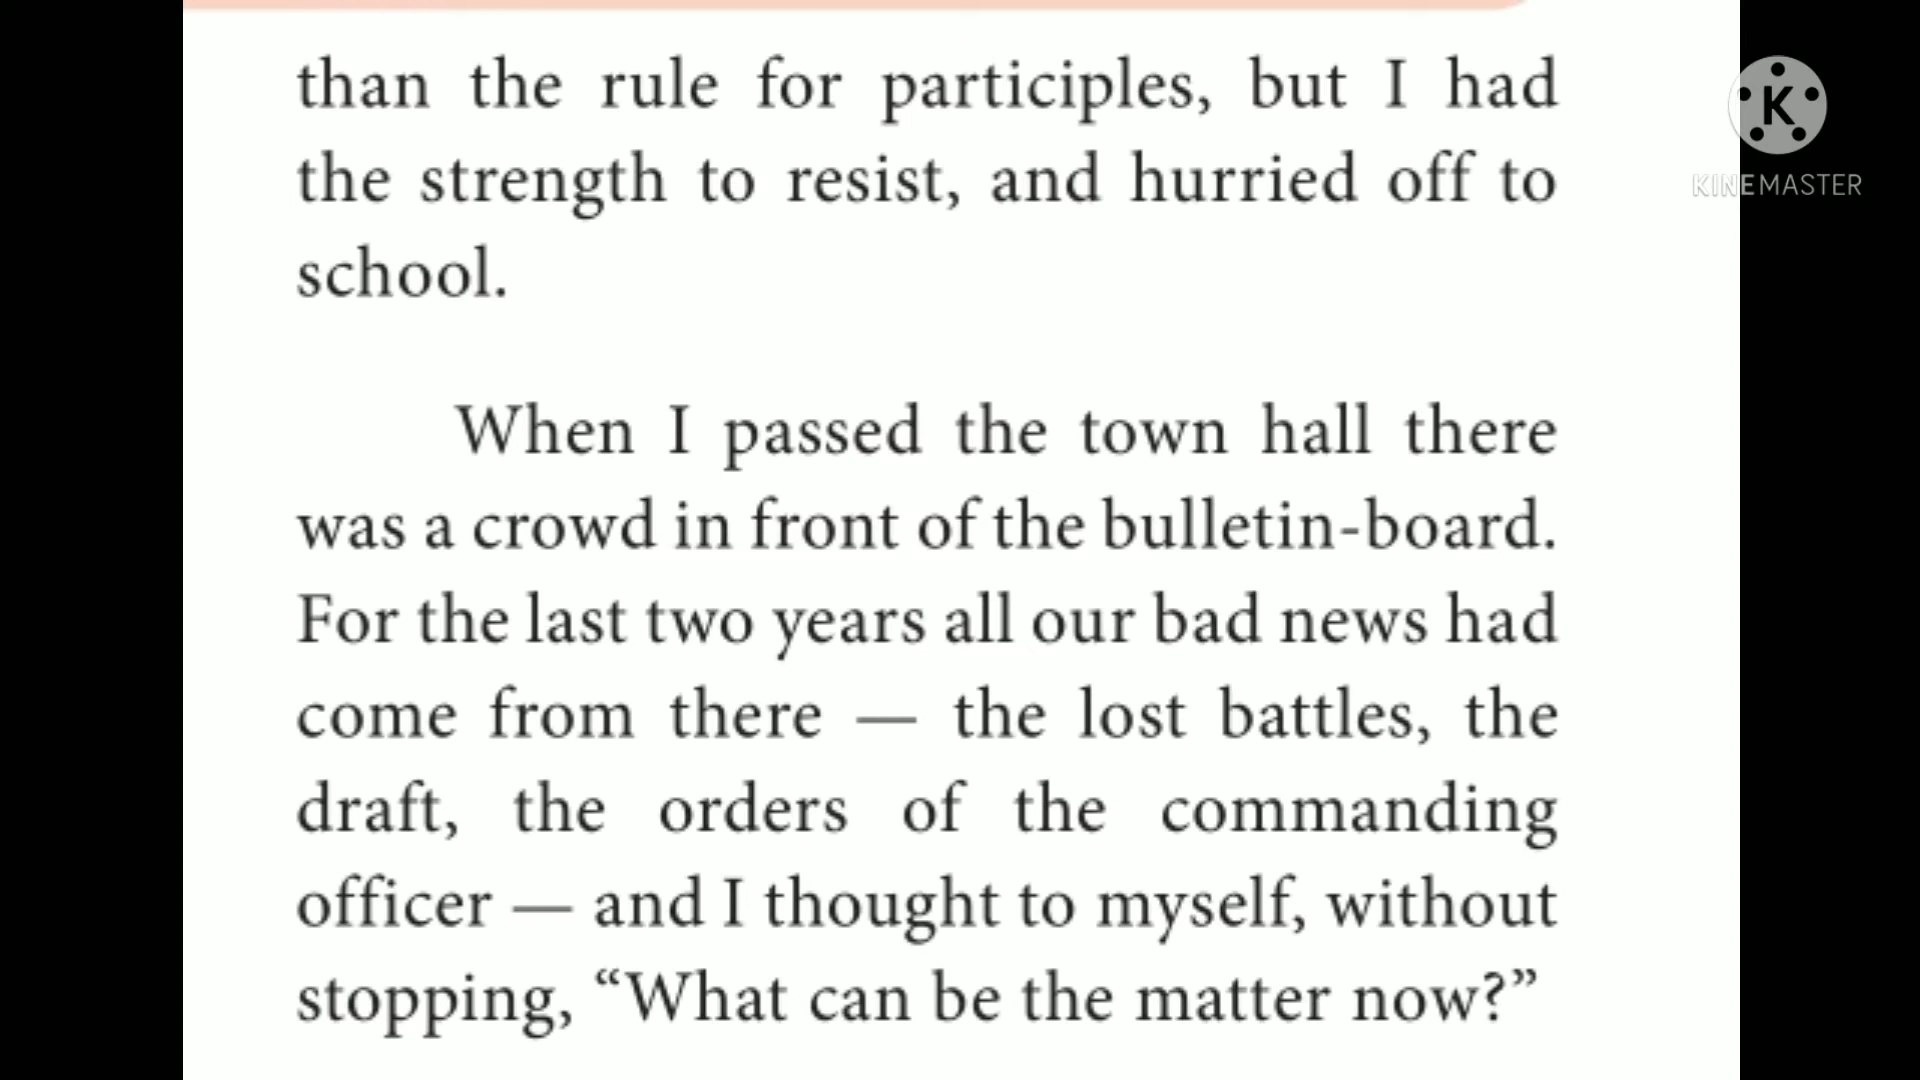 than the rule for participles, but I had
the strength to resist, and hurried off to
school.
When I passed the town hall there
was a crowd in front of the bulletin-board.
For the last two years all our bad news had
come from there — the lost battles, the
draft, the orders of the commanding
officer — and I thought to myself, without
stopping, “What can be the matter now?”
K
KINEMASTER